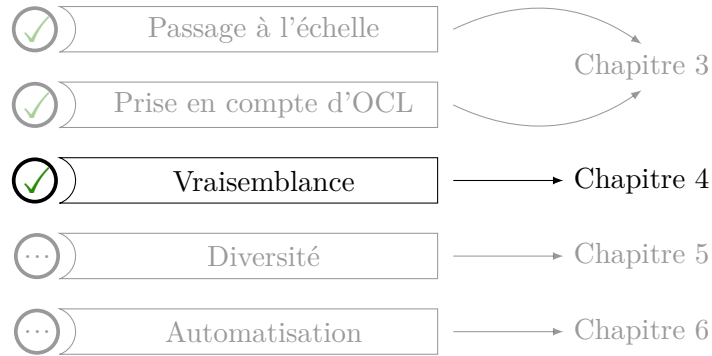 Passage à l'échelle
Chapitre 3
Prise en compte d'OCL
Vraisemblance
Chapitre 4
...
Diversité
Chapitre 5
...
Automatisation
Chapitre 6